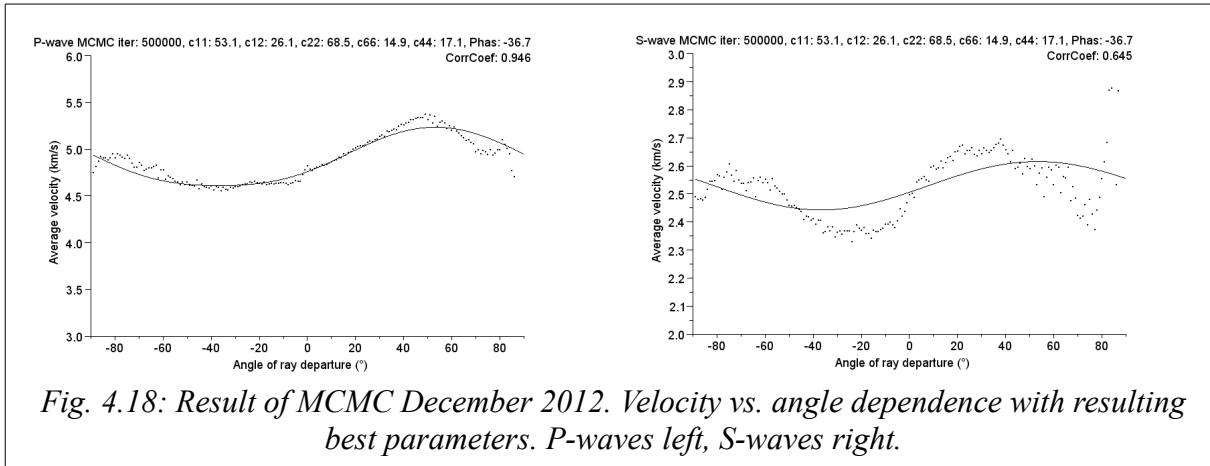 P-wave MCMC iter: 500000, c11: 53.1, c12: 26.1, c22: 68.5, c66: 14.9, c44: 17.1, Phas: -36.7
CorrCoef: 0.946
6.0
5.5
5.0
4.5
4.0
3.5
3.0
Average velocity (km/s)
-80 -60 -40 -20 0 20 40 60 80
Angle of ray departure (°)
S-wave MCMC iter: 500000, c11: 53.1, c12: 26.1, c22: 68.5, c66: 14.9, c44: 17.1, Phas: -36.7
CorrCoef: 0.645
3.0
2.9
2.8
2.7
2.6
2.5
2.4
2.3
2.2
2.1
2.0
Average velocity (km/s)
-80 -60 -40 -20 0 20 40 60 80
Angle of ray departure (°)
Fig. 4.18: Result of MCMC December 2012. Velocity vs. angle dependence with resulting
best parameters. P-waves left, S-waves right.